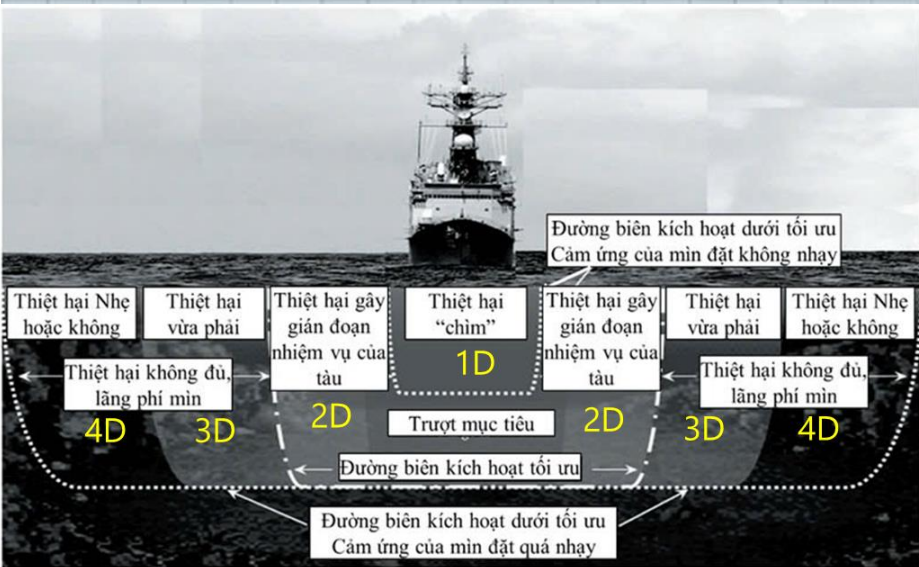 Đường biên kích hoạt dưới tối ưu
Cảm ứng của mìn đặt không nhạy
Thiệt hại Nhẹ
hoặc không
Thiệt hại
vừa phải
Thiệt hại gây
gián đoạn
nhiệm vụ của
tàu
Thiệt hại
“chìm”
Thiệt hại gây
gián đoạn
nhiệm vụ của
tàu
Thiệt hại
vừa phải
Thiệt hại Nhẹ
hoặc không
1D
Thiệt hại không đủ,
lãng phí mìn
Thiệt hại không đủ,
lãng phí mìn
4D
3D
2D
Trượt mục tiêu
2D
3D
4D
Đường biên kích hoạt tối ưu
Đường biên kích hoạt dưới tối ưu
Cảm ứng của mìn đặt quá nhạy